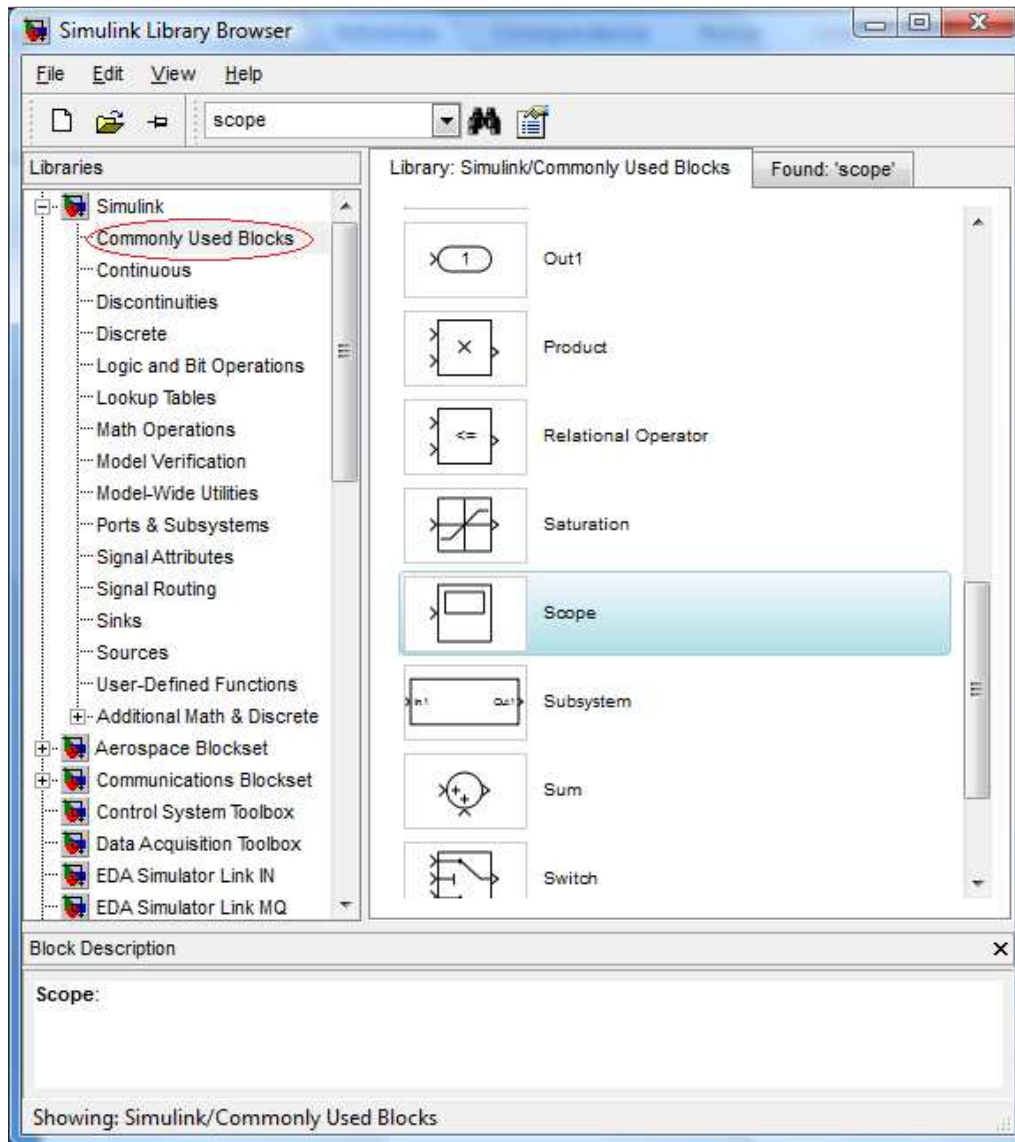 Simulink Library Browser
File Edit View Help
scope
Libraries
Library: Simulink/Commonly Used Blocks
Found: 'scope'
Simulink
Commonly Used Blocks
Continuous
Discontinuities
Discrete
Logic and Bit Operations
Lookup Tables
Math Operations
Model Verification
Model-Wide Utilities
Ports & Subsystems
Signal Attributes
Signal Routing
Sinks
Sources
User-Defined Functions
Additional Math & Discrete
Aerospace Blockset
Communications Blockset
Control System Toolbox
Data Acquisition Toolbox
EDA Simulator Link IN
EDA Simulator Link MQ
1 Out1
× Product
<= Relational Operator
Saturation
Scope
In1 Out1 Subsystem
++ Sum
Switch
Block Description
Scope:
Showing: Simulink/Commonly Used Blocks